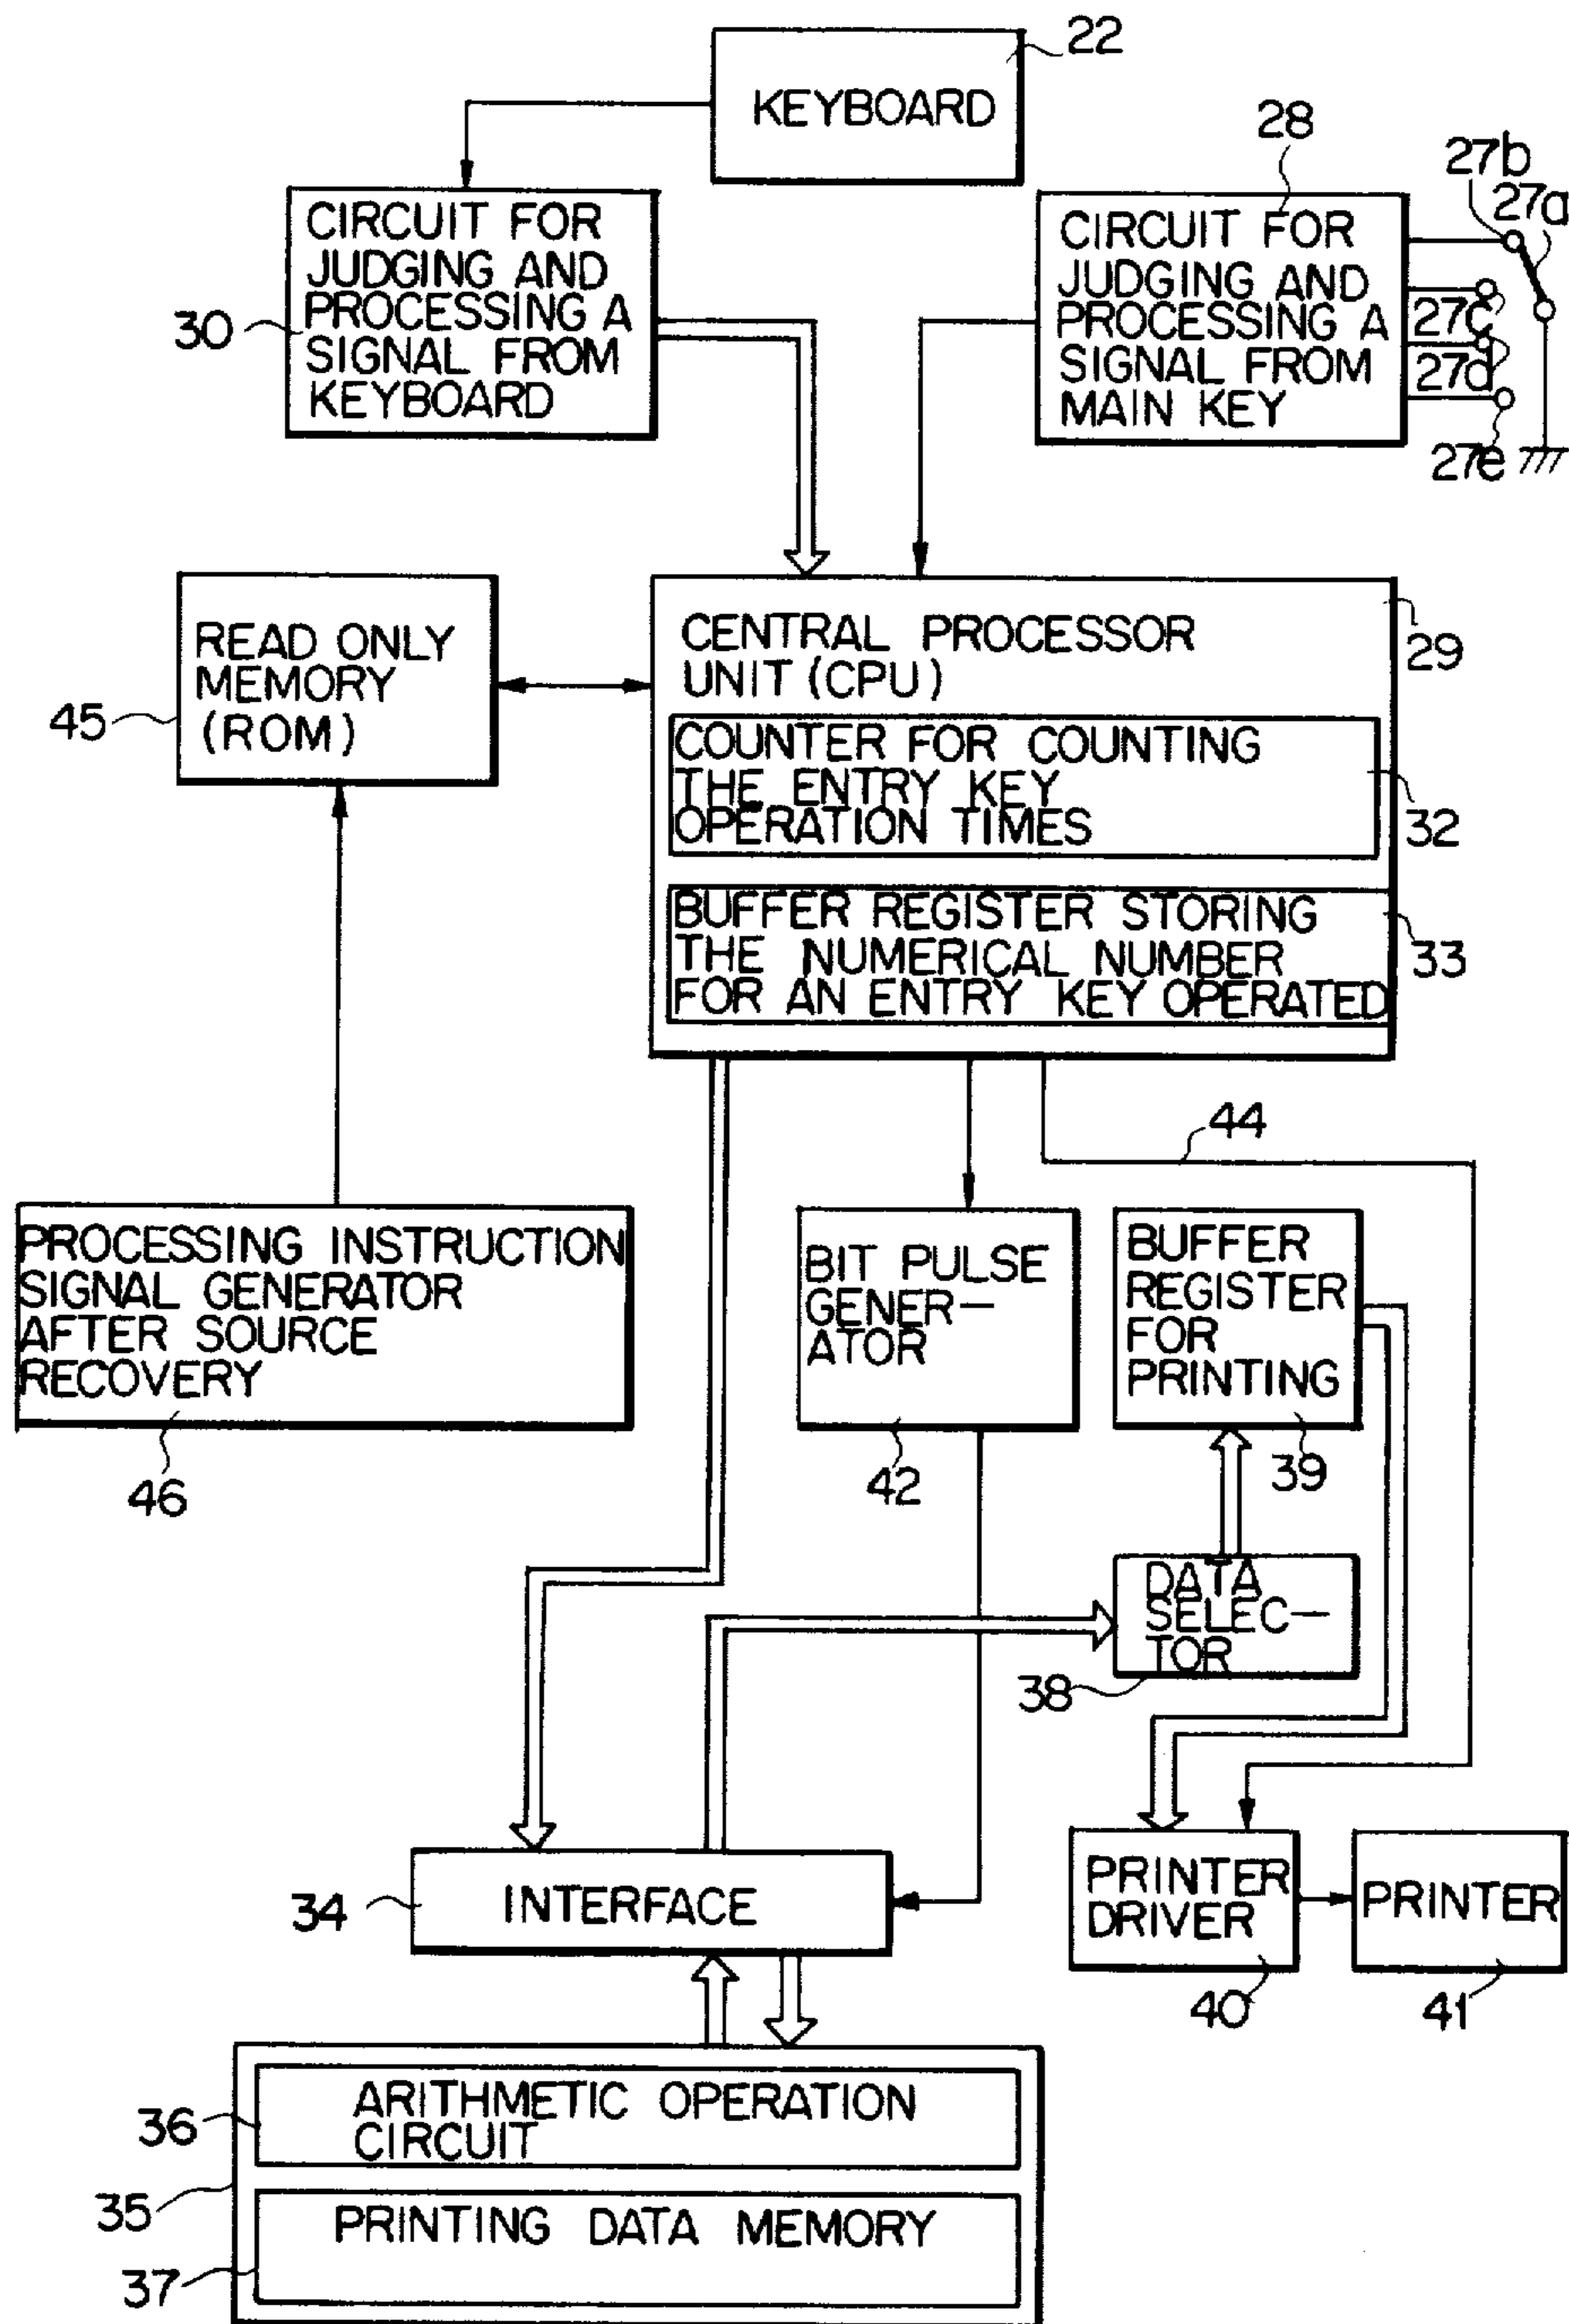 22
KEYBOARD
28
27b
27a
CIRCUIT FOR
JUDGING AND
PROCESSING A
SIGNAL FROM
KEYBOARD
30
CIRCUIT FOR
JUDGING AND
PROCESSING A
SIGNAL FROM
MAIN KEY
27c
27d
27e
READ ONLY
MEMORY
(ROM)
45
CENTRAL PROCESSOR
UNIT (CPU)
29
COUNTER FOR COUNTING
THE ENTRY KEY
OPERATION TIMES
32
BUFFER REGISTER STORING
THE NUMERICAL NUMBER
FOR AN ENTRY KEY OPERATED
33
44
PROCESSING INSTRUCTION
SIGNAL GENERATOR
AFTER SOURCE
RECOVERY
46
BIT PULSE
GENER-
ATOR
42
BUFFER
REGISTER
FOR
PRINTING
39
DATA
SELEC-
TOR
38
34
INTERFACE
PRINTER
DRIVER
40
PRINTER
41
ARITHMETIC OPERATION
CIRCUIT
36
35
PRINTING DATA MEMORY
37